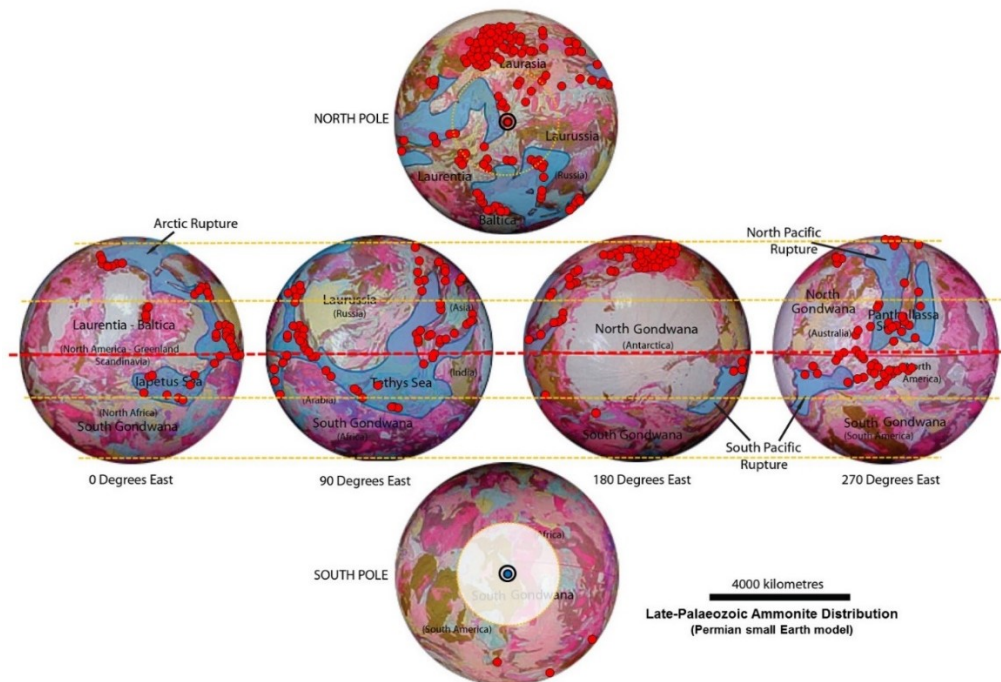 Laurasia
NORTH POLE
Laurussia
Laurentia
(Russia)
Baltica
Arctic Rupture
North Pacific
Rupture
Laurentia - Baltica
(North America - Greenland
Scandinavia)
Iapetus Sea
(North Africa)
South Gondwana
Laurussia
(Russia)
(Asia)
(India)
Tethys Sea
(Arabia)
South Gondwana
(Africa)
North Gondwana
(Antarctica)
South Gondwana
South Pacific
Rupture
North
Gondwana
(Australia)
Panthallassa
Sea
America)
South Gondwana
(South America)
0 Degrees East
90 Degrees East
180 Degrees East
270 Degrees East
SOUTH POLE
South Gondwana
(South America)
4000 kilometres
Late-Palaeozoic Ammonite Distribution
(Permian small Earth model)